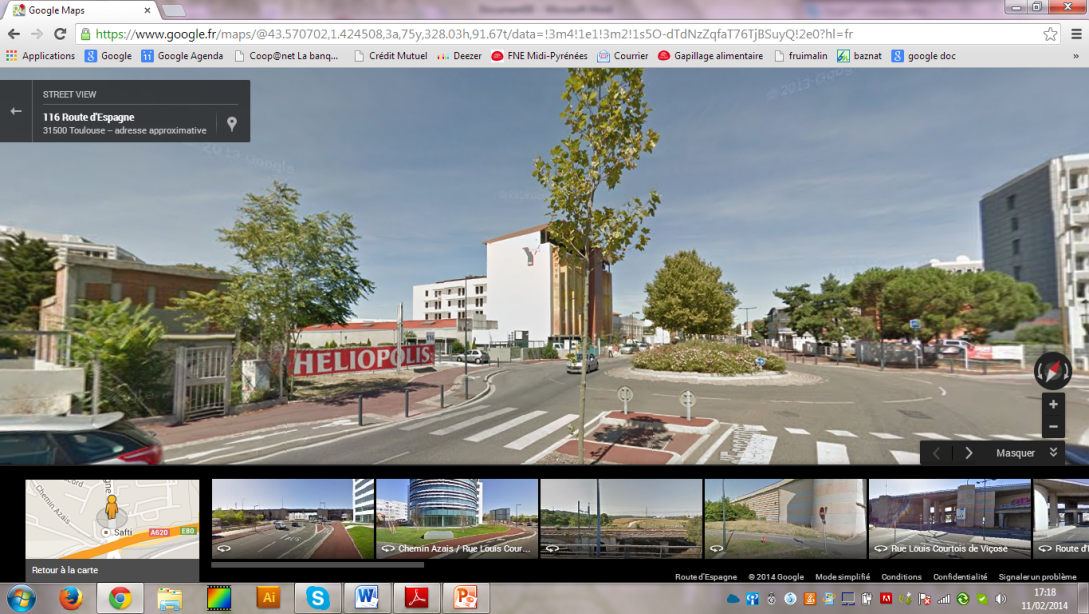 Google Maps
https://www.google.fr/maps/@43.570702,1.424508,3a,75y,328.03h,91.67t/data=!3m4!1e1!3m2!1s5O-dTdNzZqfaT76TjBSuyQ!2e0?hl=fr
Applications Google Google Agenda Coop@net La banq... Crédit Mutuel Deezer FNE Midi-Pyrénées Courrier Gapillage alimentaire fruimalin baznat google doc »
STREET VIEW
116 Route d'Espagne
31500 Toulouse – adresse approximative
HELIOPOLIS
Masquer
Chemin Azais
Safti
A620
E80
Retour à la carte
Chemin Azais / Rue Louis Cour...
Rue Louis Courtois de Viçose
Route d'
Route d'Espagne © 2014 Google Mode simplifié Conditions Confidentialité Signaler un problème
17:18
11/02/2014